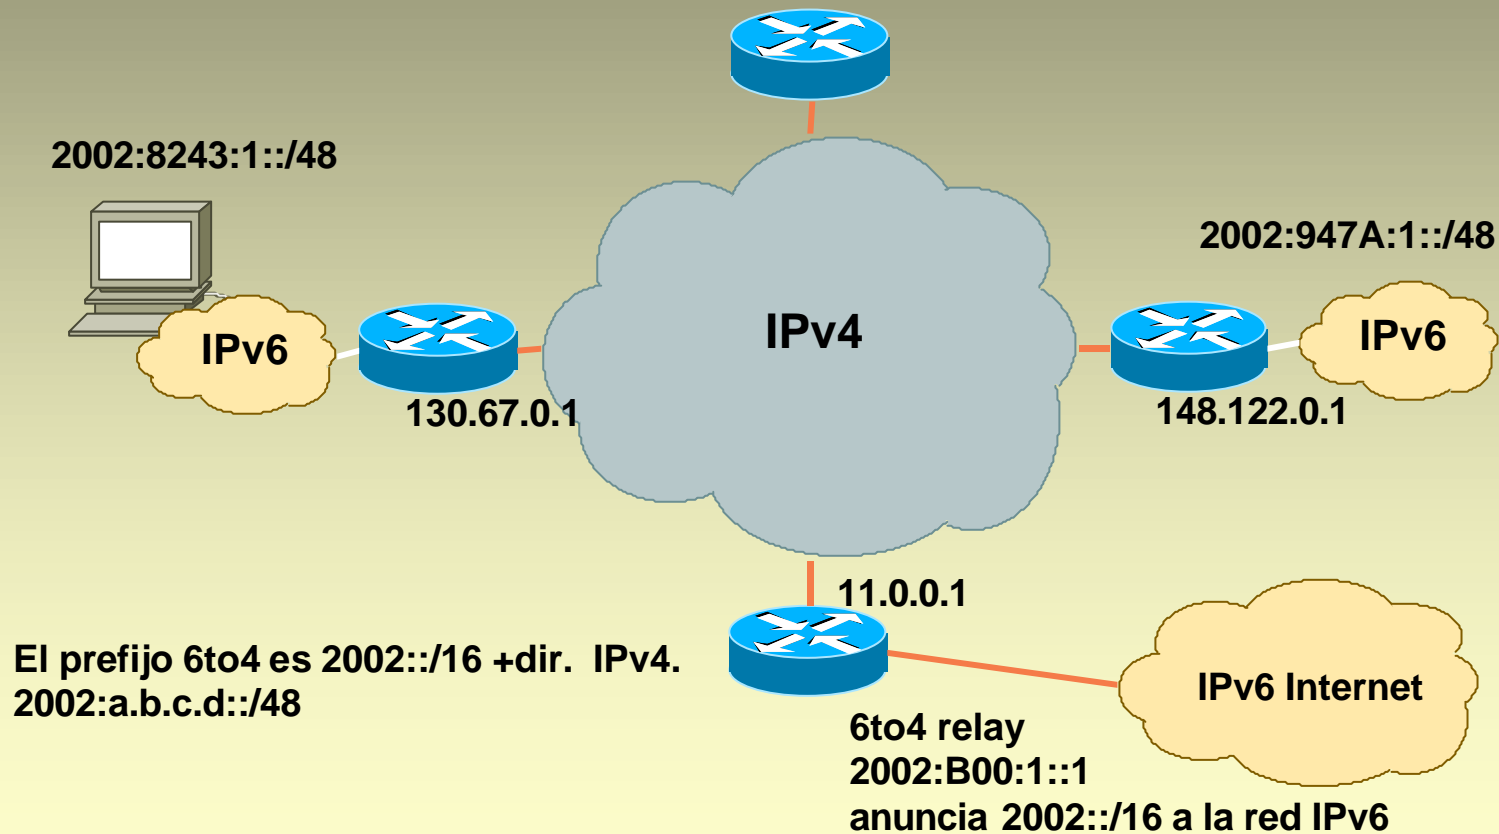 2002:8243:1::/48
2002:947A:1::/48
IPv6
IPv4
IPv6
130.67.0.1
148.122.0.1
11.0.0.1
El prefijo 6to4 es 2002::/16 +dir. IPv4.
2002:a.b.c.d::/48
IPv6 Internet
6to4 relay
2002:B00:1::1
anuncia 2002::/16 a la red IPv6